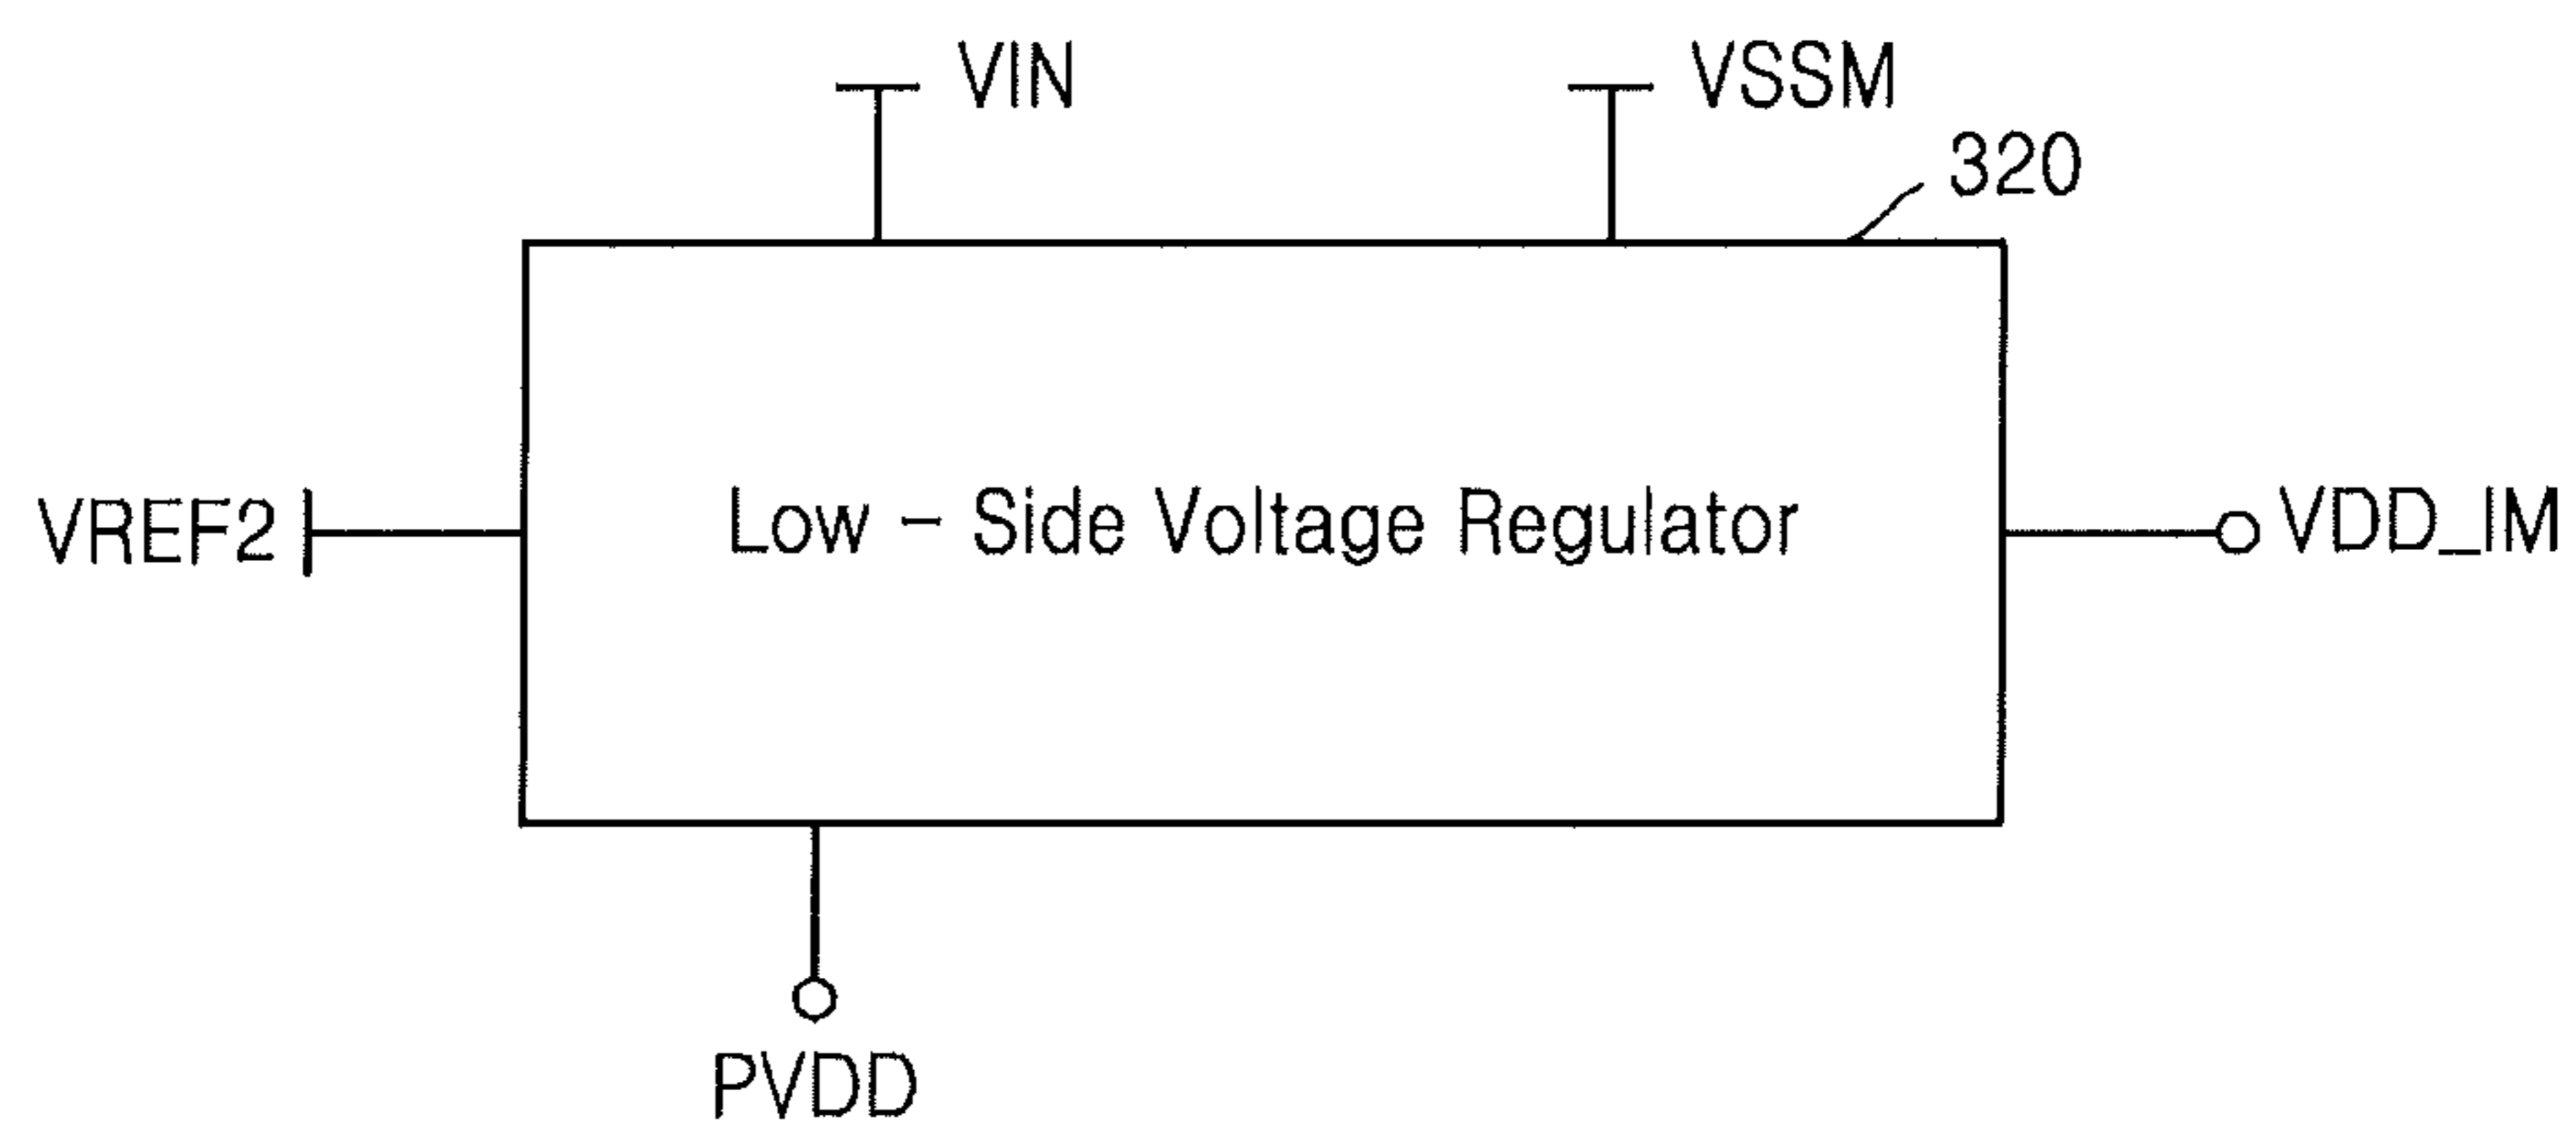 VIN
VSSM
320
VREF2
Low - Side Voltage Regulator
VDD_IM
PVDD